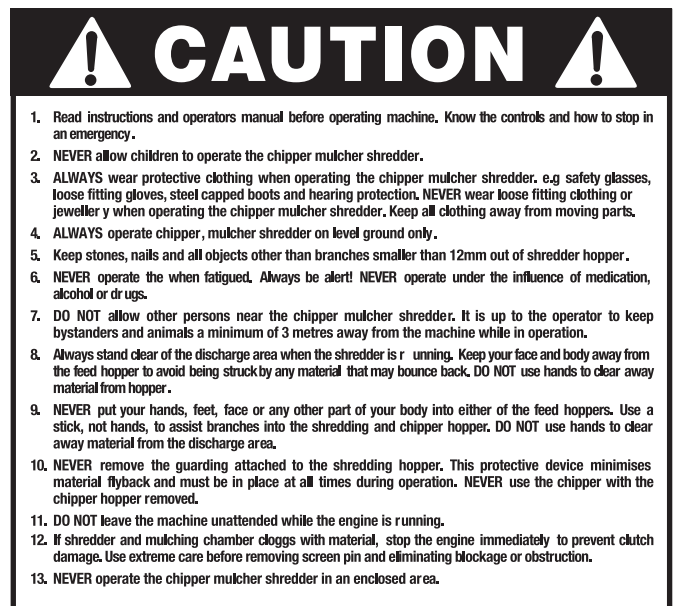 CAUTION
1. Read instructions and operators manual before operating machine. Know the controls and how to stop in
an emergency.
2. NEVER allow children to operate the chipper mulcher shredder.
3. ALWAYS wear protective clothing when operating the chipper mulcher shredder. e.g safety glasses,
loose fitting gloves, steel capped boots and hearing protection. NEVER wear loose fitting clothing or
jeweller y when operating the chipper mulcher shredder. Keep all clothing away from moving parts.
4. ALWAYS operate chipper, mulcher shredder on level ground only.
5. Keep stones, nails and all objects other than branches smaller than 12mm out of shredder hopper.
6. NEVER operate the when fatigued. Always be alert! NEVER operate under the influence of medication,
alcohol or dr ugs.
7. DO NOT allow other persons near the chipper mulcher shredder. It is up to the operator to keep
bystanders and animals a minimum of 3 metres away from the machine while in operation.
8. Always stand clear of the discharge area when the shredder is r unning. Keep your face and body away from
the feed hopper to avoid being struck by any material that may bounce back. DO NOT use hands to clear away
material from hopper.
9. NEVER put your hands, feet, face or any other part of your body into either of the feed hoppers. Use a
stick, not hands, to assist branches into the shredding and chipper hopper. DO NOT use hands to clear
away material from the discharge area.
10. NEVER remove the guarding attached to the shredding hopper. This protective device minimises
material flyback and must be in place at all times during operation. NEVER use the chipper with the
chipper hopper removed.
11. DO NOT leave the machine unattended while the engine is running.
12. If shredder and mulching chamber cloggs with material, stop the engine immediately to prevent clutch
damage. Use extreme care before removing screen pin and eliminating blockage or obstruction.
13. NEVER operate the chipper mulcher shredder in an enclosed area.